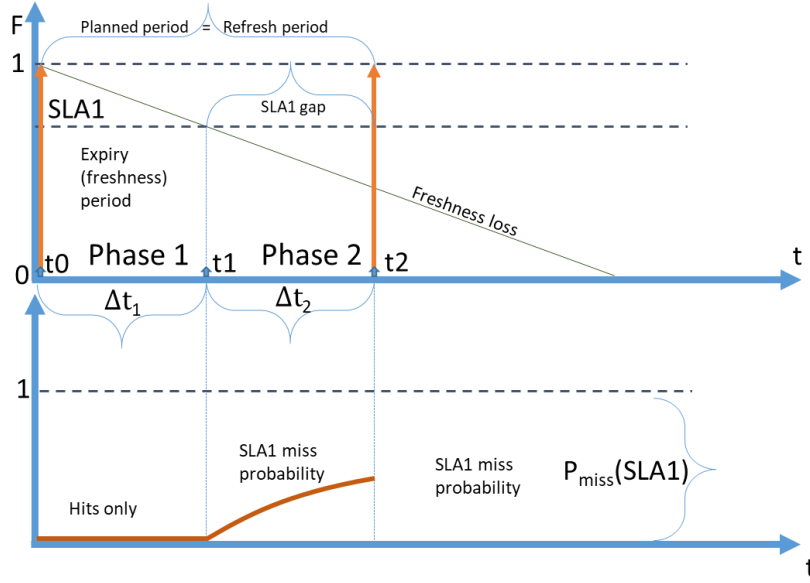 F
Planned period = Refresh period
1
SLA1
SLA1 gap
Expiry
(freshness)
period
Freshness loss
t0
Phase 1
t1
Phase 2
t2
t
0
Δt1
Δt2
1
SLA1 miss
probability
SLA1 miss
probability
Pmiss(SLA1)
Hits only
t